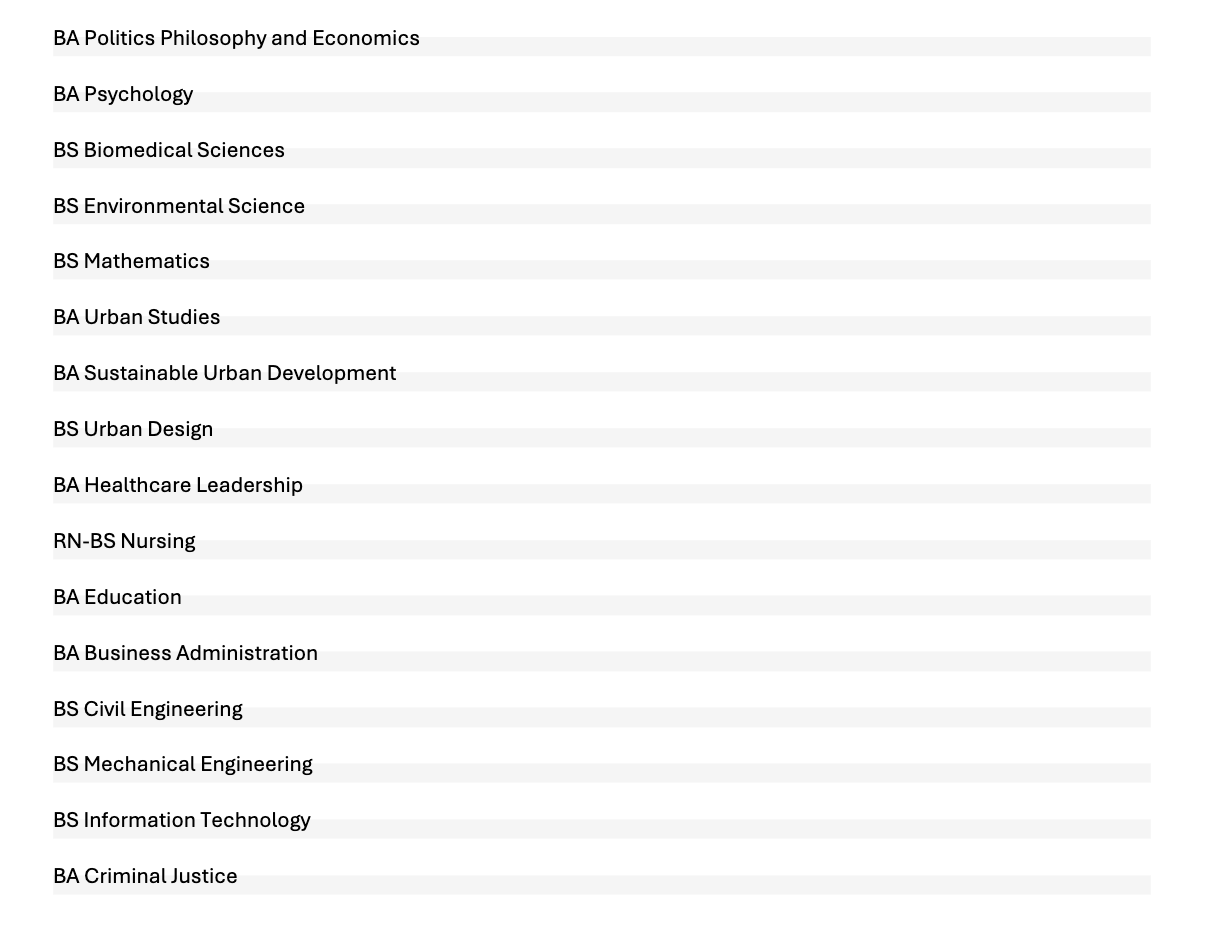 BA Politics Philosophy and Economics
BA Psychology
BS Biomedical Sciences
BS Environmental Science
BS Mathematics
BA Urban Studies
BA Sustainable Urban Development
BS Urban Design
BA Healthcare Leadership
RN-BS Nursing
BA Education
BA Business Administration
BS Civil Engineering
BS Mechanical Engineering
BS Information Technology
BA Criminal Justice